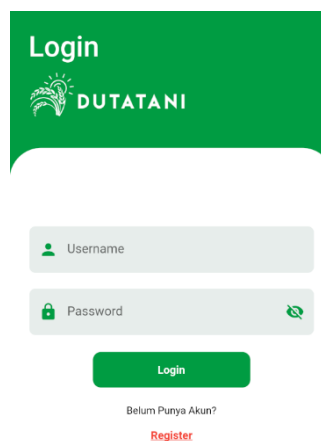 Login
DUTATANI
Username
Password
Login
Belum Punya Akun?
Register